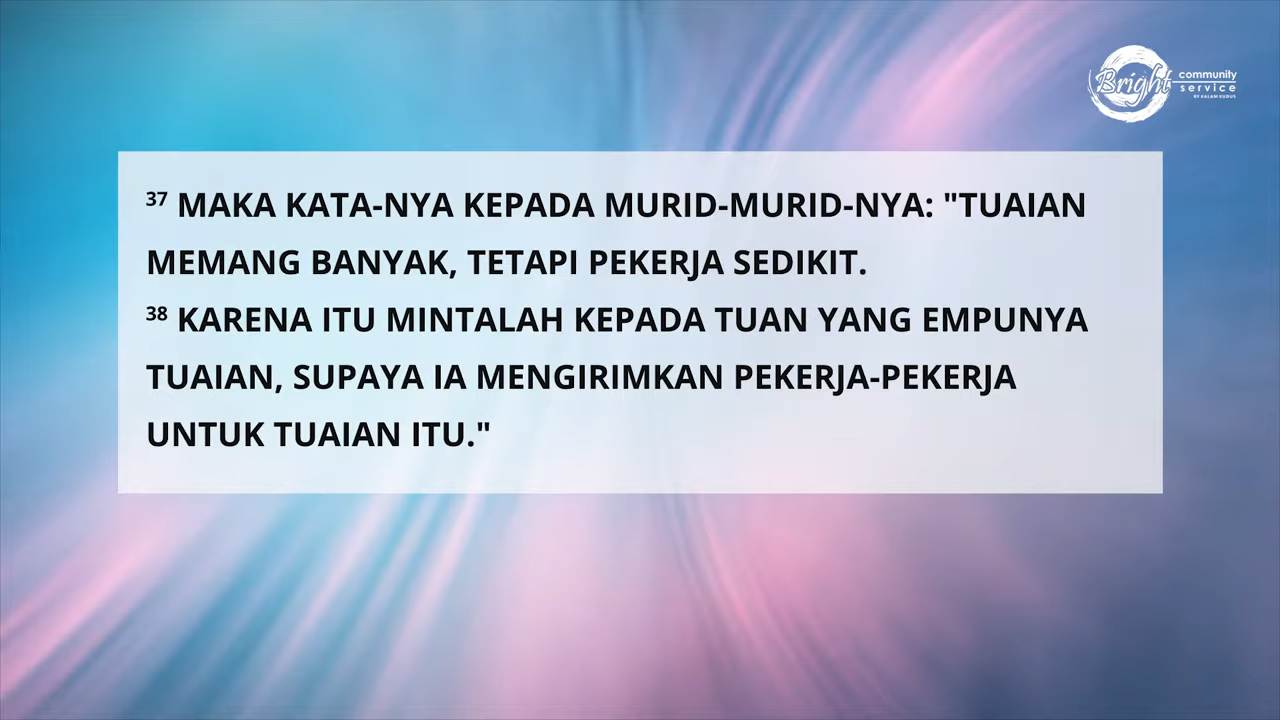 Bright
community
service
BY KALAM KUDUS
³⁷ MAKA KATA-NYA KEPADA MURID-MURID-NYA: "TUAIAN
MEMANG BANYAK, TETAPI PEKERJA SEDIKIT.
³⁸ KARENA ITU MINTALAH KEPADA TUAN YANG EMPUNYA
TUAIAN, SUPAYA IA MENGIRIMKAN PEKERJA-PEKERJA
UNTUK TUAIAN ITU."